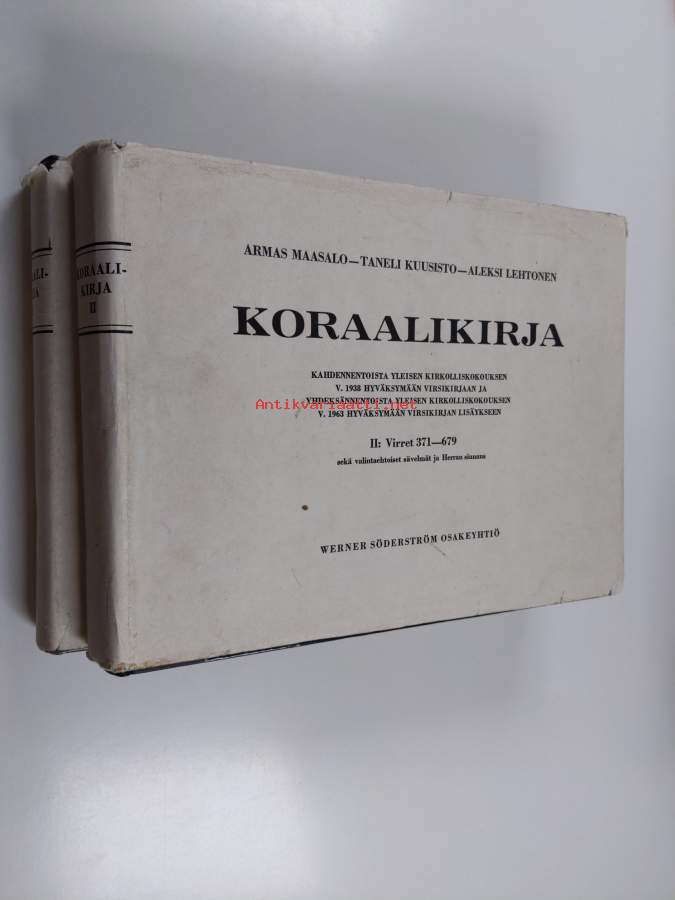 ARMAS MAASALO—TANELI KUUSISTO—ALEKSI LEHTONEN
KORAALIKIRJA
KAHDENNENTOISTA YLEISEN KIRKOLLISKOKOUKSEN
V. 1938 HYVÄKSYMÄÄN VIRSIKIRJAAN JA
YHDEKSÄNNENTOISTA YLEISEN KIRKOLLISKOKOUKSEN
V. 1963 HYVÄKSYMÄÄN VIRSIKIRJAN LISÄYKSEEN
II: Virret 371—679
sekä valintaehtoiset sävelmät ja Herran siunaus
WERNER SÖDERSTRÖM OSAKEYHTIÖ
KORAALI-
KIRJA
II
ALI-
JA
Antikvariaatti.net